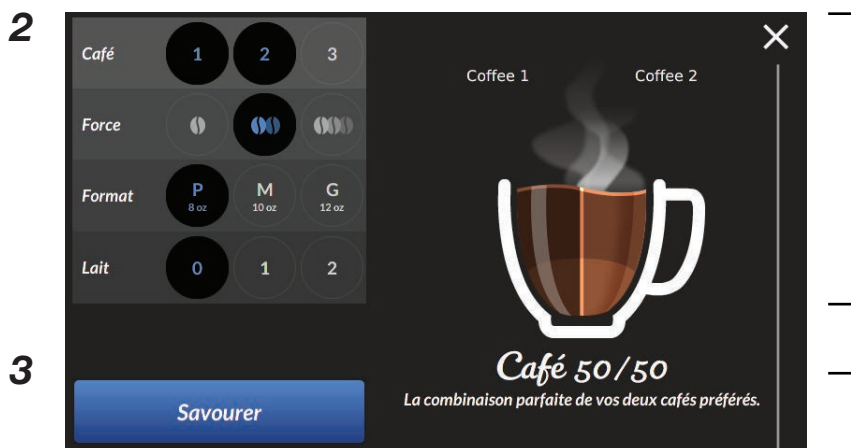 2
Café 1 2 3
Force
Format P 8 oz M 10 oz G 12 oz
Lait 0 1 2
3
Savourer
Coffee 1 Coffee 2
Café 50/50
La combinaison parfaite de vos deux cafés préférés.